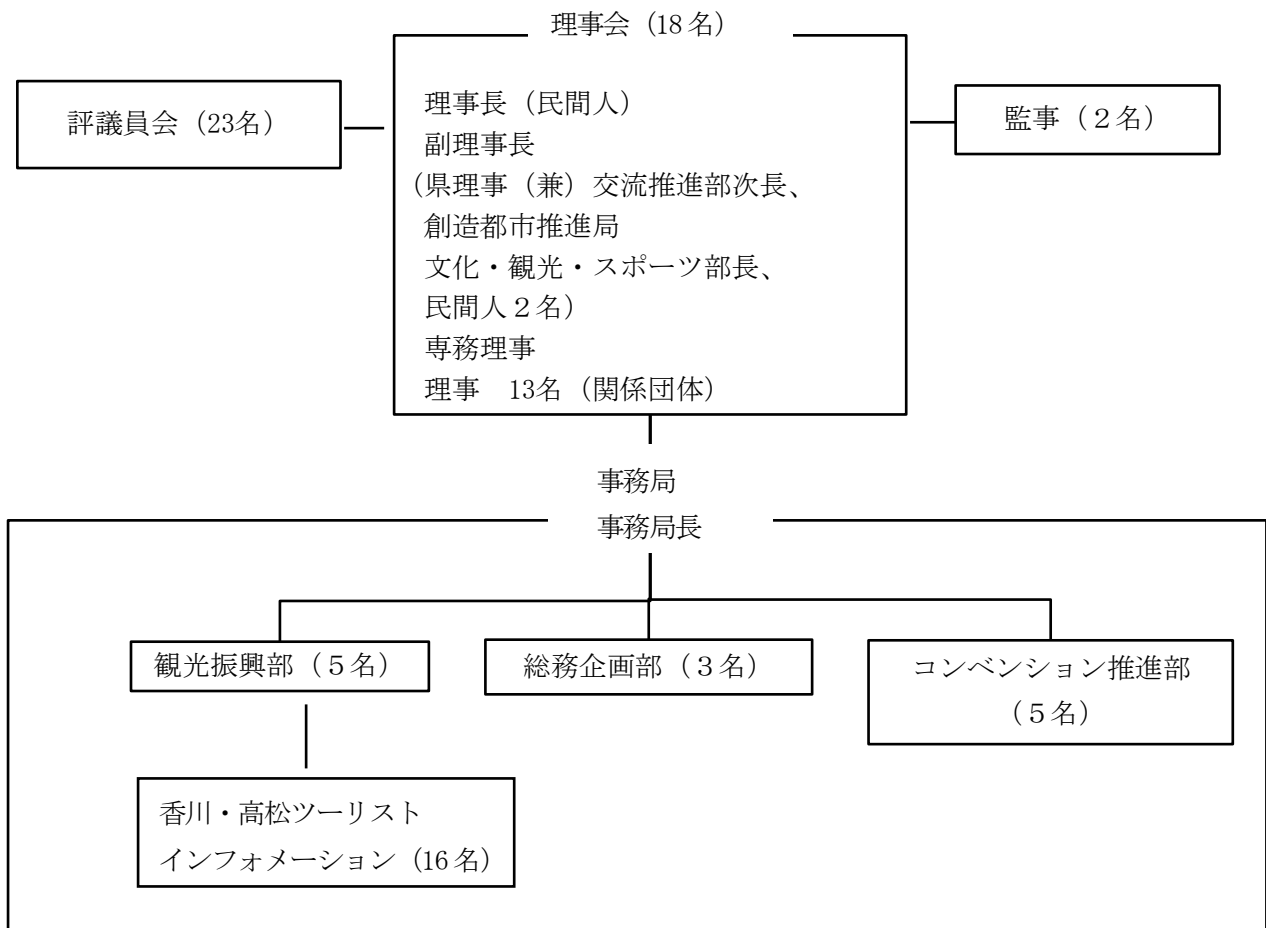 理事会（18名）
評議員会（23名）
理事長（民間人）
副理事長
（県理事（兼）交流推進部次長、
創造都市推進局
文化・観光・スポーツ部長、
民間人２名）
専務理事
理事　13名（関係団体）
監事（２名）
事務局
事務局長
観光振興部（５名）
総務企画部（３名）
コンベンション推進部
（５名）
香川・高松ツーリスト
インフォメーション（16名）